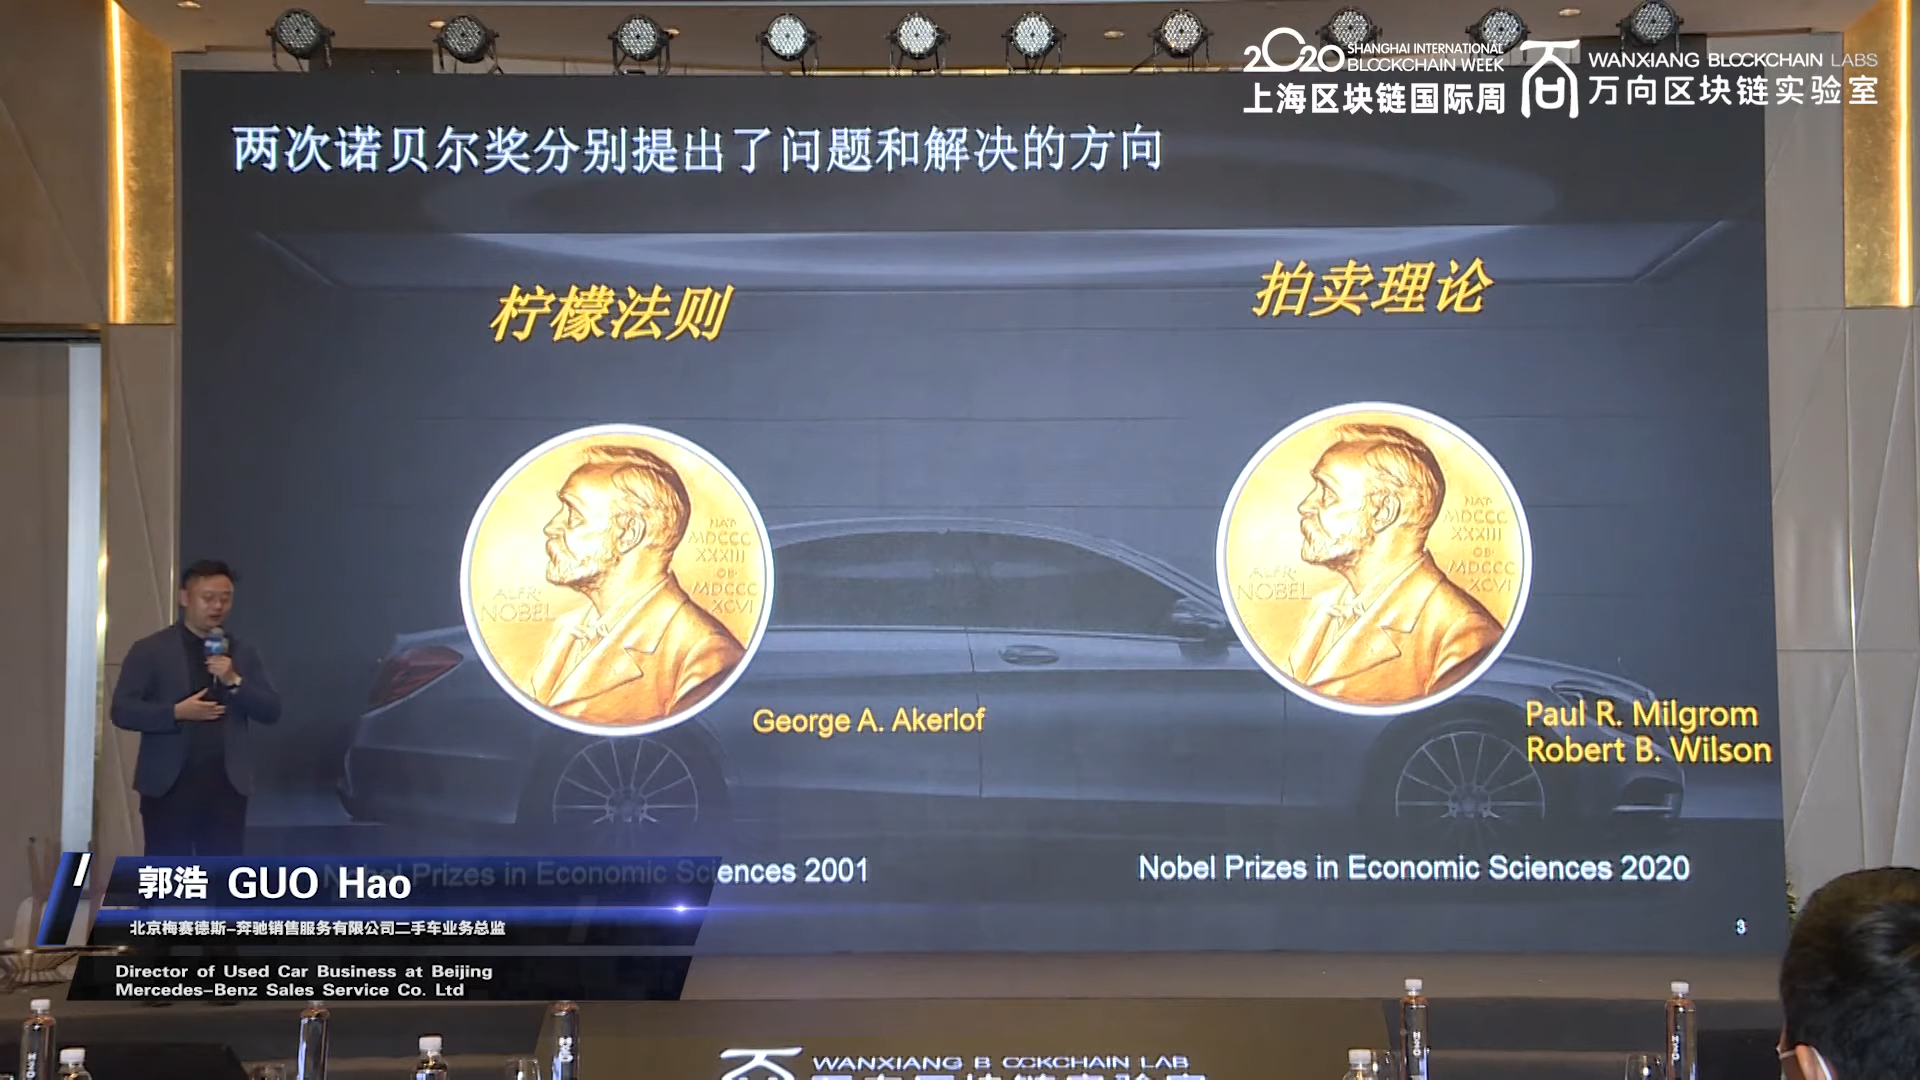 2020 SHANGHAI INTERNATIONAL
BLOCKCHAIN WEEK
上海区块链国际周
WANXIANG BLOCKCHAIN LABS
万向区块链实验室
两次诺贝尔奖分别提出了问题和解决的方向
柠檬法则
拍卖理论
ALFR·
NOBEL
NAT·
MDCCC
XXXIII
OB·
MDCCC
XCVI
ALFR·
NOBEL
NAT·
MDCCC
XXXIII
OB·
MDCCC
XCVI
George A. Akerlof
Paul R. Milgrom
Robert B. Wilson
Nobel Prizes in Economic Sciences 2001
Nobel Prizes in Economic Sciences 2020
3
郭浩 GUO Hao
北京梅赛德斯-奔驰销售服务有限公司二手车业务总监
Director of Used Car Business at Beijing
Mercedes-Benz Sales Service Co. Ltd
WANXIANG B OCKCHAIN LAB